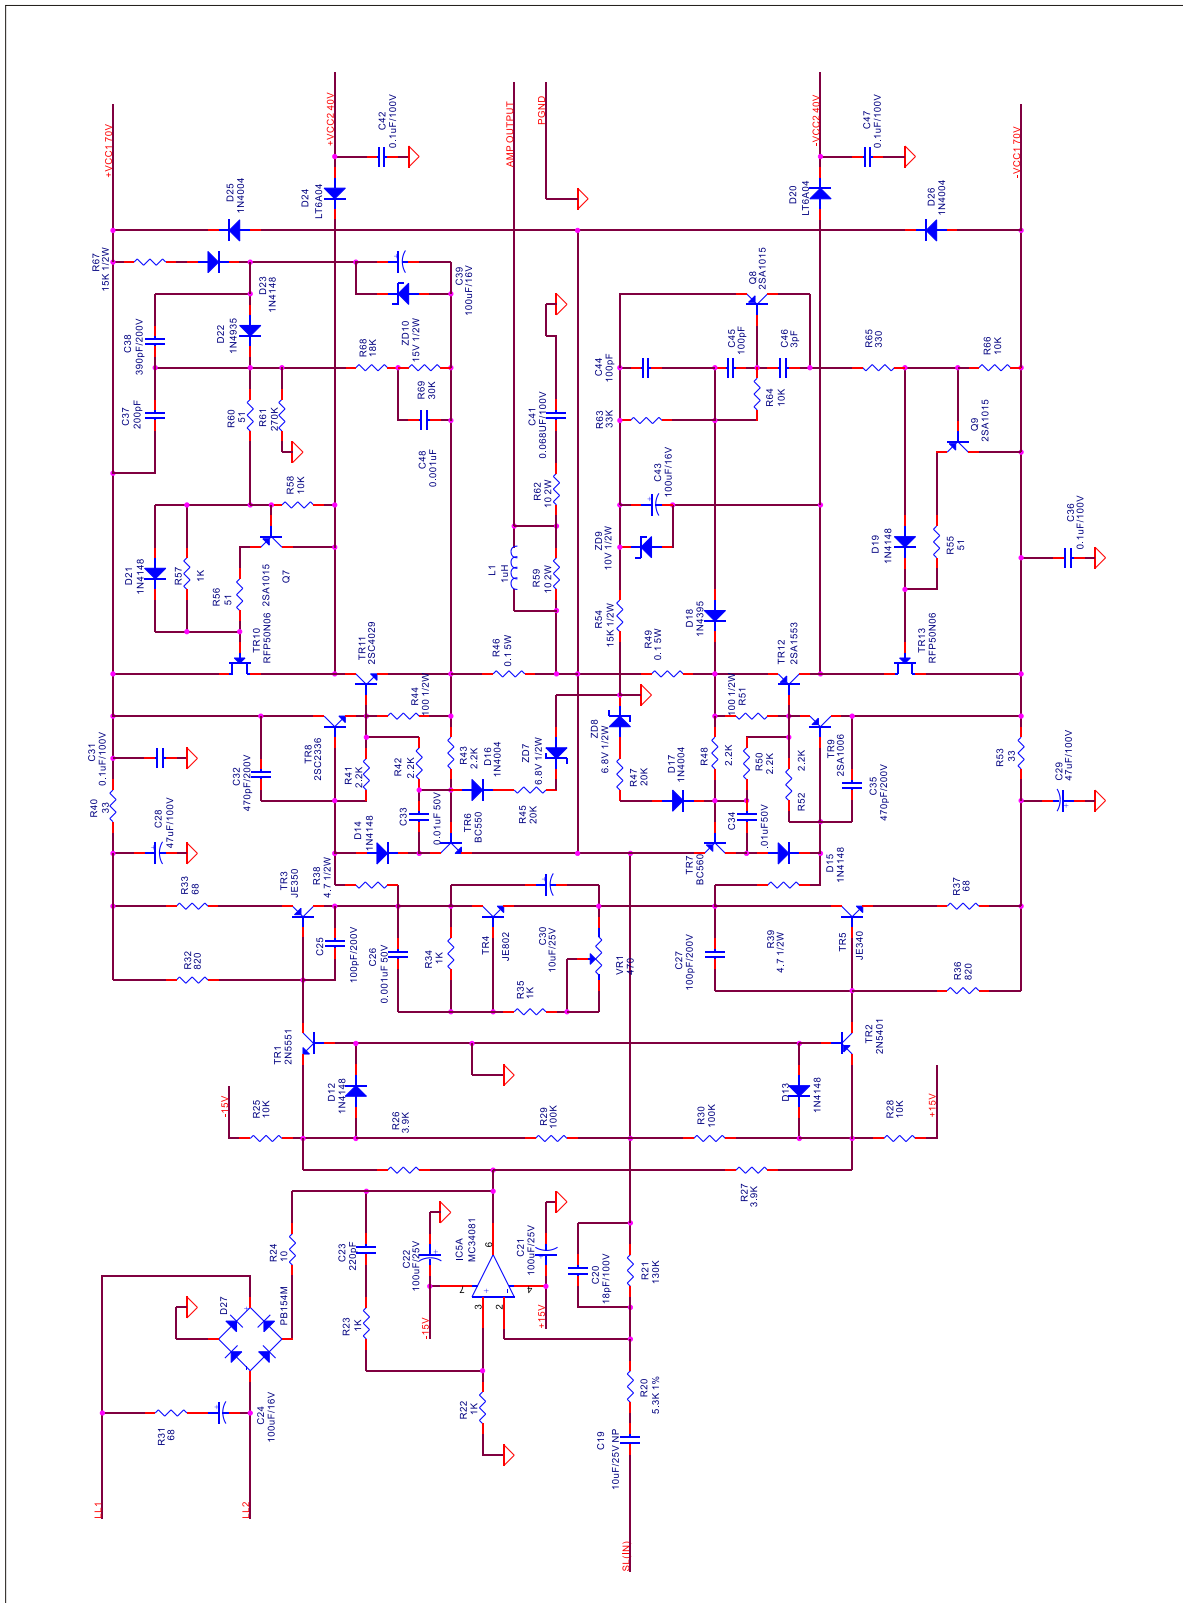 +VCC1 70V
D25
1N4004
R67
15K 1/2W
D23
1N4148
D22
1N4935
C38
390pF/200V
C37
200pF
R60
51
R61
270K
R58
10K
D21
1N4148
R57
1K
R56
51
2SA1015
Q7
TR10
RFP50N06
+VCC2 40V
C42
0.1uF/100V
D24
LT6A04
C39
100uF/16V
ZD10
15V 1/2W
R68
18K
R69
30K
C48
0.001uF
AMP OUTPUT
PGND
C41
0.068UF/100V
R62
10 2W
L1
1uH
R59
10 2W
R46
0.1 5W
TR11
2SC4029
R44
100 1/2W
-VCC2 40V
C47
0.1uF/100V
D20
LT6A04
D26
1N4004
-VCC1 70V
Q8
2SA1015
C44
100pF
C45
100pF
C46
3pF
R65
330
R66
10K
R63
33K
R64
10K
Q9
2SA1015
C43
100uF/16V
ZD9
10V 1/2W
D19
1N4148
R55
51
C36
0.1uF/100V
R54
15K 1/2W
D18
1N4395
R49
0.1 5W
TR12
2SA1553
TR13
RFP50N06
C31
0.1uF/100V
R40
33
C28
47uF/100V
C32
470pF/200V
TR8
2SC2336
R41
2.2K
R42
2.2K
R43
2.2K
D16
1N4004
ZD7
6.8V 1/2W
R45
20K
C33
0.01uF 50V
TR6
BC550
D14
1N4148
ZD8
6.8V 1/2W
R47
20K
D17
1N4004
R48
2.2K
100 1/2W
R51
R50
2.2K
2.2K
R52
TR9
2SA1006
C35
470pF/200V
R53
33
C29
47uF/100V
C34
.01uF50V
TR7
BC560
D15
1N4148
R33
68
TR3
JE350
R38
4.7 1/2W
R32
820
C25
100pF/200V
C26
0.001uF 50V
R34
1K
TR4
JE802
C30
10uF/25V
VR1
470
R35
1K
C27
100pF/200V
R39
4.7 1/2W
TR5
JE340
R37
68
R36
820
TR1
2N5551
TR2
2N5401
-15V
R25
10K
D12
1N4148
R26
3.9K
R29
100K
R30
100K
D13
1N4148
R28
10K
+15V
R27
3.9K
R24
10
D27
PB154M
C23
220pF
R23
1K
C22
100uF/25V
-15V
IC5A
MC34081
3
2
6
7
4
C21
100uF/25V
+15V
C20
18pF/100V
R21
130K
R20
5.3K 1%
R22
1K
C19
10uF/25V NP
R31
68
C24
100uF/16V
LL1
LL2
SL(IN)